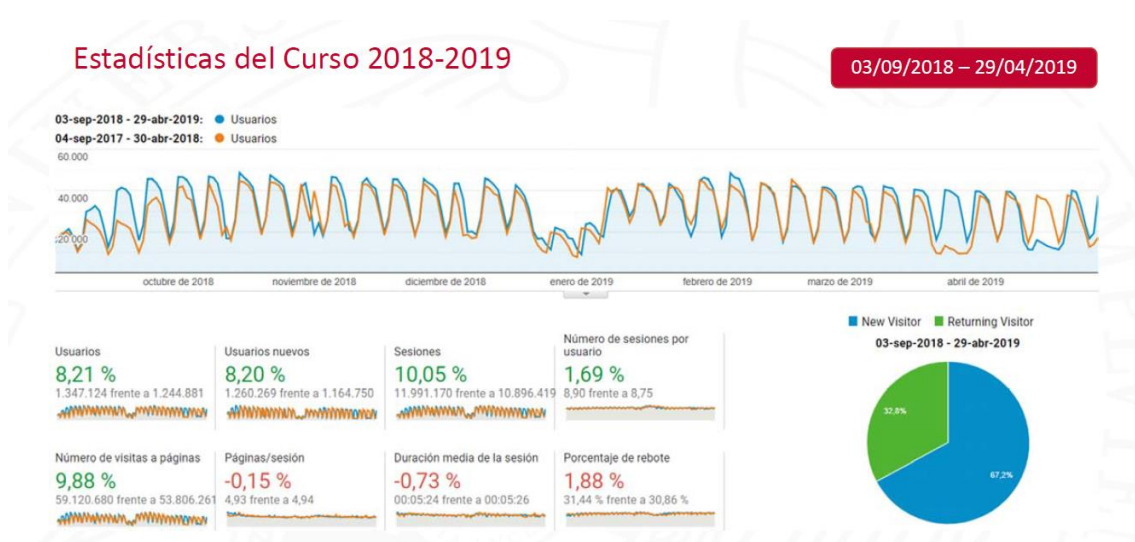 Estadísticas del Curso 2018-2019
03/09/2018 – 29/04/2019
03-sep-2018 - 29-abr-2019: Usuarios
04-sep-2017 - 30-abr-2018: Usuarios
60.000
40.000
20.000
octubre de 2018 noviembre de 2018 diciembre de 2018 enero de 2019 febrero de 2019 marzo de 2019 abril de 2019
New Visitor Returning Visitor
03-sep-2018 - 29-abr-2019
32,8%
67,2%
Usuarios
8,21 %
1.347.124 frente a 1.244.881
Usuarios nuevos
8,20 %
1.260.269 frente a 1.164.750
Sesiones
10,05 %
11.991.170 frente a 10.896.419
Número de sesiones por
usuario
1,69 %
8,90 frente a 8,75
Número de visitas a páginas
9,88 %
59.120.680 frente a 53.806.261
Páginas/sesión
-0,15 %
4,93 frente a 4,94
Duración media de la sesión
-0,73 %
00:05:24 frente a 00:05:26
Porcentaje de rebote
1,88 %
31,44 % frente a 30,86 %